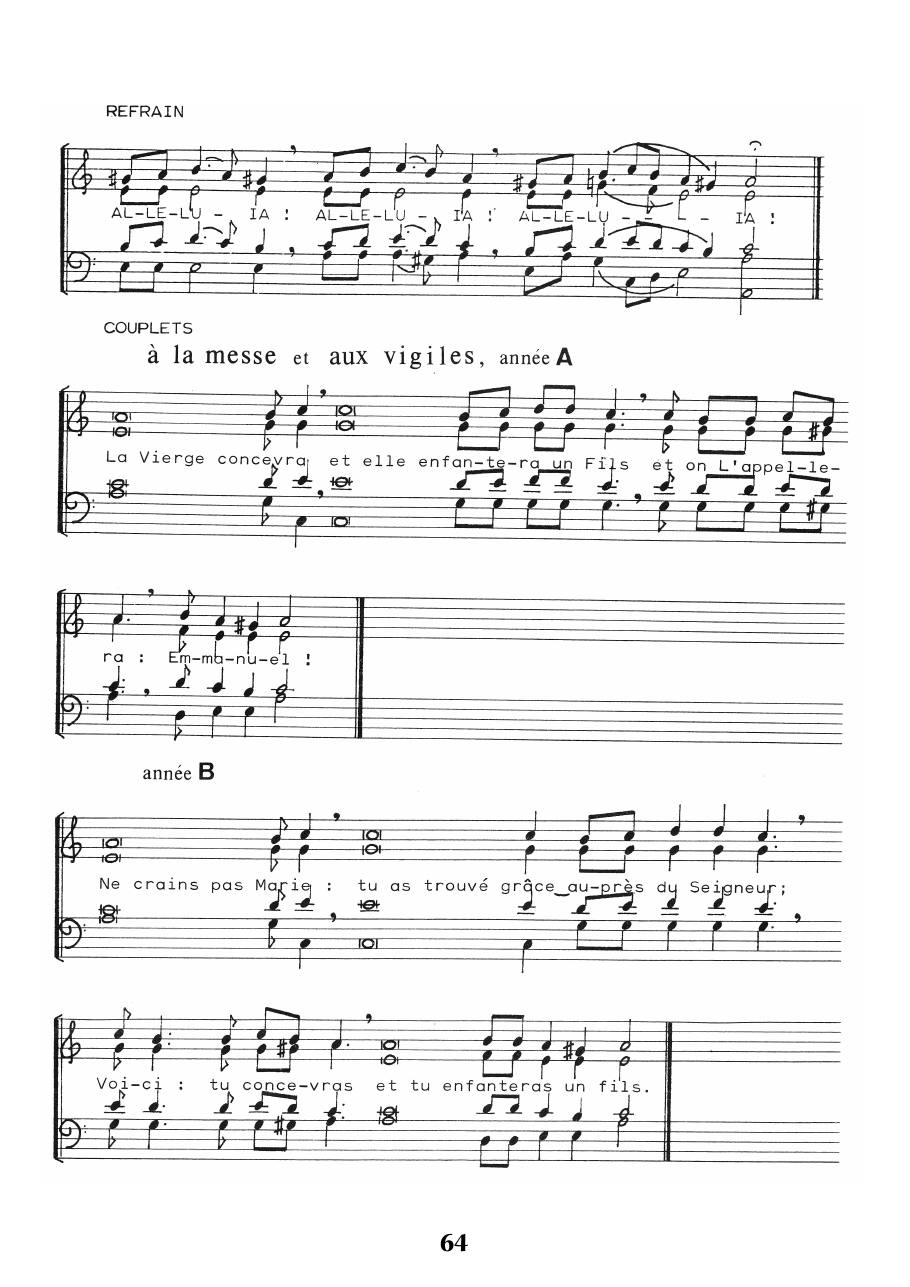 REFRAIN
AL-LE-LU - IA : AL-LE-LU - IA : AL-LE-LU - - L - IA :
COUPLETS
à la messe et aux vigiles, année A
La Vierge concevra et elle enfan-te-ra un Fils et on L'appel-le-
ra : Em-ma-nu-el !
année B
Ne crains pas Marie : tu as trouvé grâce_au-près du Seigneur;
Voi-ci : tu conce-vras et tu enfanteras un fils.
64